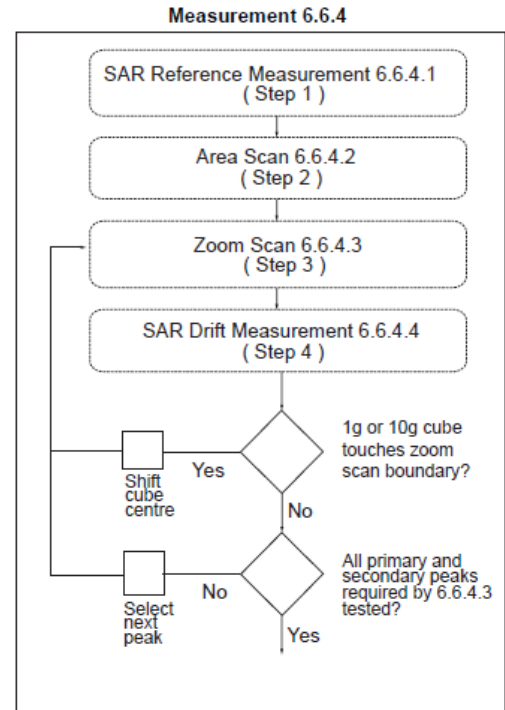 Measurement 6.6.4
SAR Reference Measurement 6.6.4.1
( Step 1 )
Area Scan 6.6.4.2
( Step 2 )
Zoom Scan 6.6.4.3
( Step 3 )
SAR Drift Measurement 6.6.4.4
( Step 4 )
1g or 10g cube
touches zoom
scan boundary?
Yes
Shift
cube
centre
No
All primary and
secondary peaks
required by 6.6.4.3
tested?
No
Select
next
peak
Yes